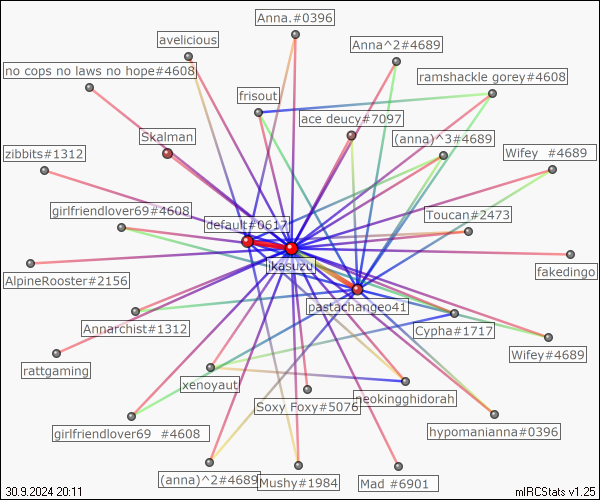 Anna.#0396
avelicious
Anna^2#4689
no cops no laws no hope#4608
ramshackle gorey#4608
frisout
ace deucy#7097
Skalman
(anna)^3#4689
zibbits#1312
Wifey #4689
girlfriendlover69#4608
Toucan#2473
default#0617
jkasuzu
fakedingo
AlpineRooster#2156
pastachangeo41
Annarchist#1312
Cypha#1717
Wifey#4689
rattgaming
xenoyaut
neokingghidorah
Soxy Foxy#5076
girlfriendlover69 #4608
hypomanianna#0396
(anna)^2#4689
Mushy#1984
Mad #6901
30.9.2024 20:11
mIRCStats v1.25